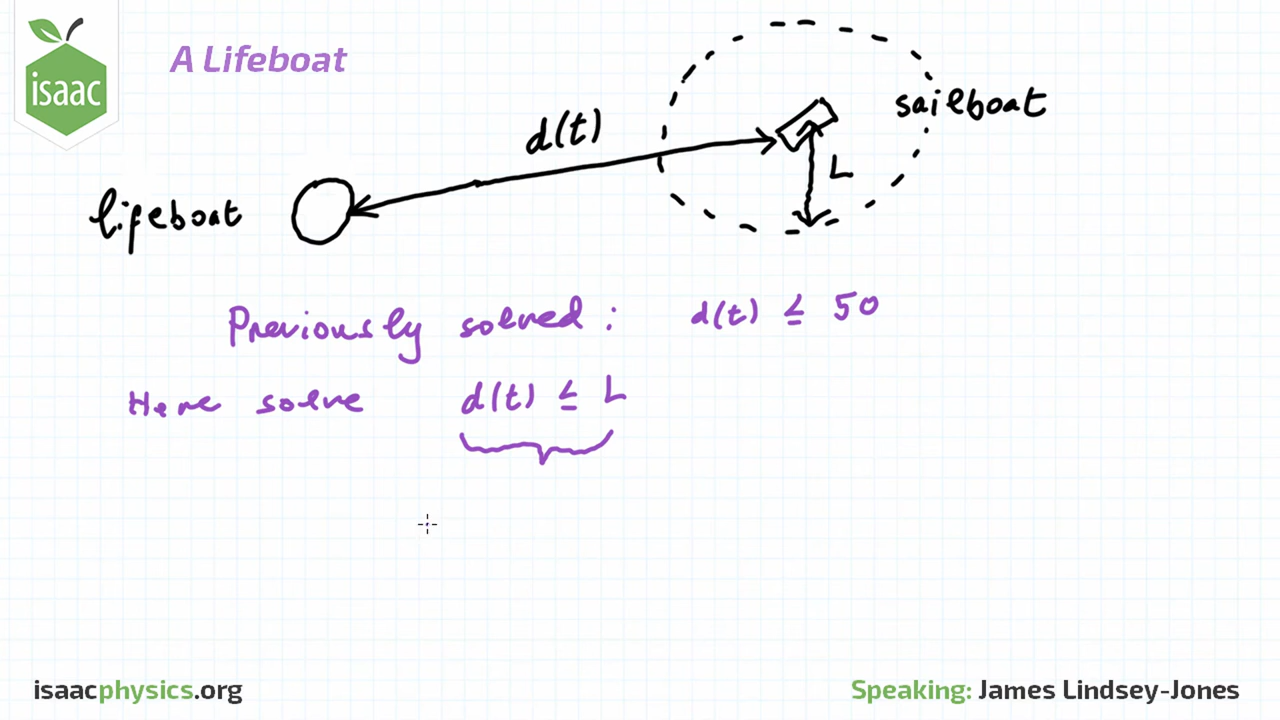 isaac
A Lifeboat
sailboat
d(t)
L
lifeboat
Previously solved : d(t) ≤ 50
Here solve d(t) ≤ L
isaacphysics.org
Speaking: James Lindsey-Jones